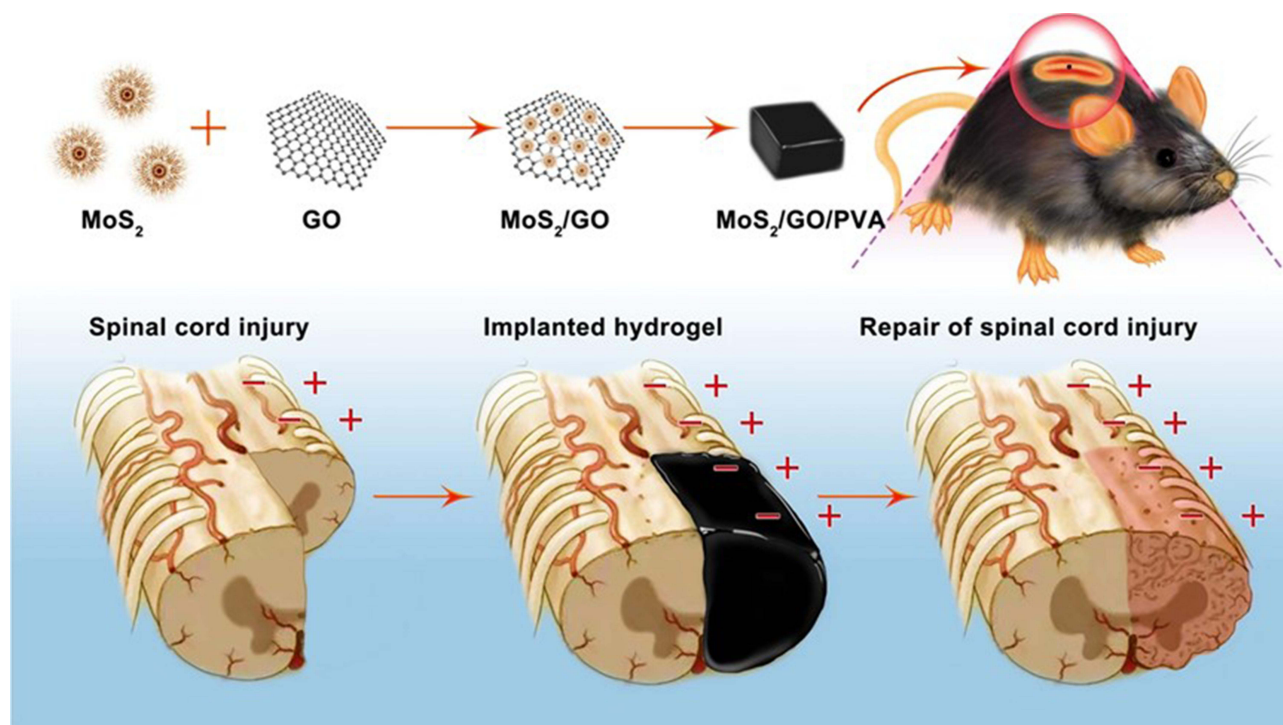 +
MoS₂
GO
MoS₂/GO
MoS₂/GO/PVA
Spinal cord injury
Implanted hydrogel
Repair of spinal cord injury
− +
− +
− +
− +
− +
− +
− +
− +
− +
− +